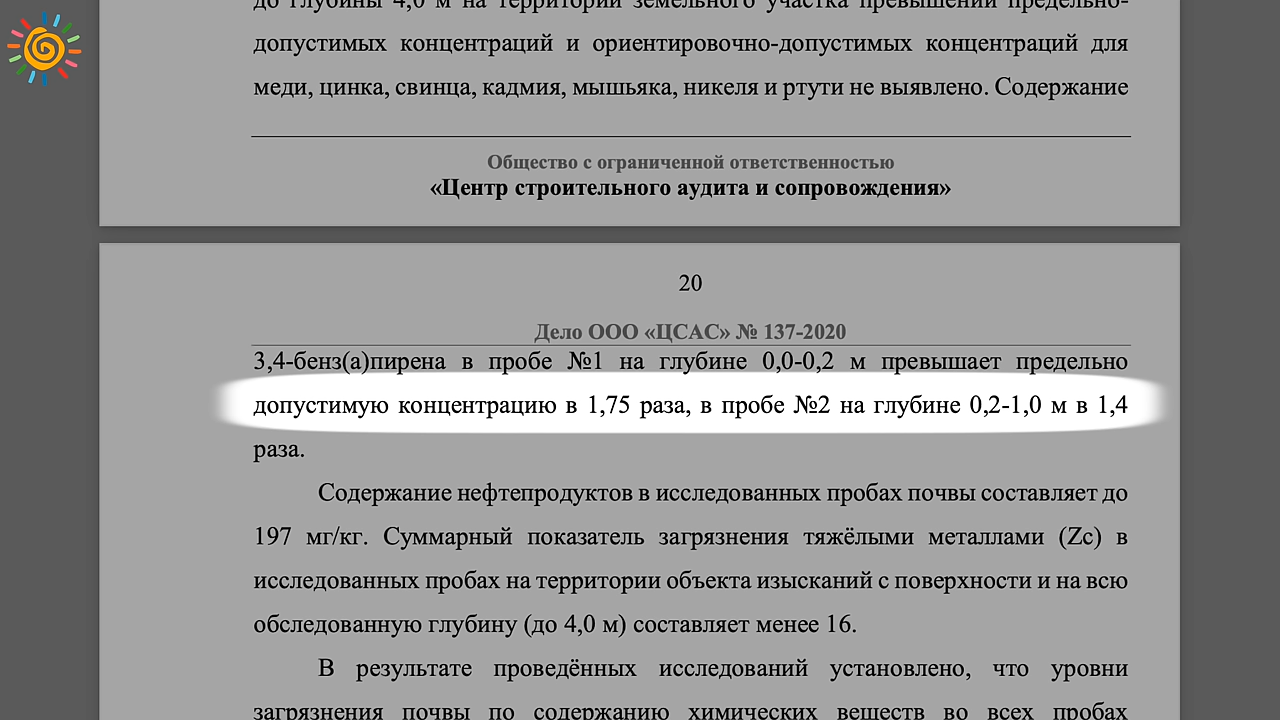 до глубины 4,0 м на территории земельного участка превышений предельно-
допустимых концентраций и ориентировочно-допустимых концентраций для
меди, цинка, свинца, кадмия, мышьяка, никеля и ртути не выявлено. Содержание
Общество с ограниченной ответственностью
«Центр строительного аудита и сопровождения»
20
Дело ООО «ЦСАС» № 137-2020
3,4-бенз(а)пирена в пробе №1 на глубине 0,0-0,2 м превышает предельно
допустимую концентрацию в 1,75 раза, в пробе №2 на глубине 0,2-1,0 м в 1,4
раза.
Содержание нефтепродуктов в исследованных пробах почвы составляет до
197 мг/кг. Суммарный показатель загрязнения тяжёлыми металлами (Zc) в
исследованных пробах на территории объекта изысканий с поверхности и на всю
обследованную глубину (до 4,0 м) составляет менее 16.
В результате проведённых исследований установлено, что уровни
загрязнения почвы по содержанию химических веществ во всех пробах